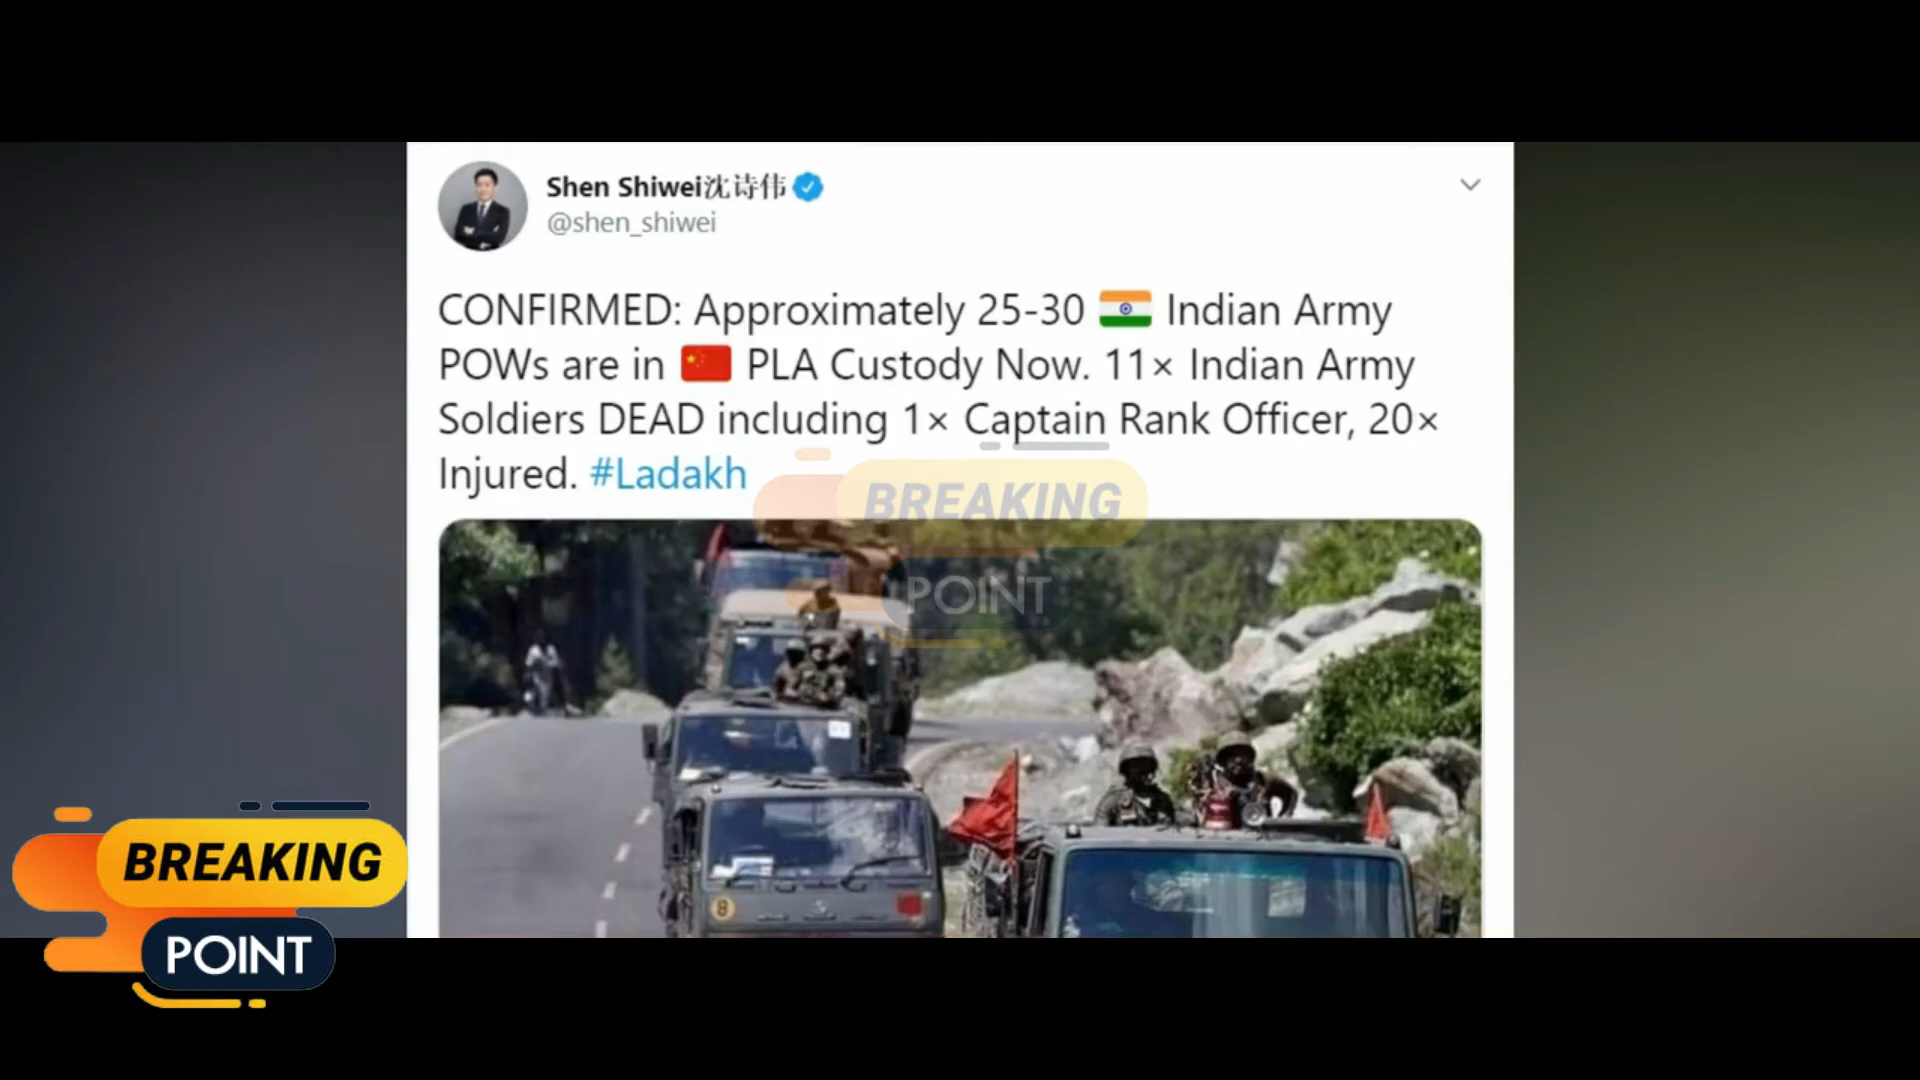 Shen Shiwei沈诗伟
@shen_shiwei
CONFIRMED: Approximately 25-30 🇮🇳 Indian Army
POWs are in 🇨🇳 PLA Custody Now. 11× Indian Army
Soldiers DEAD including 1× Captain Rank Officer, 20×
Injured. #Ladakh
BREAKING
POINT
8
BREAKING
POINT